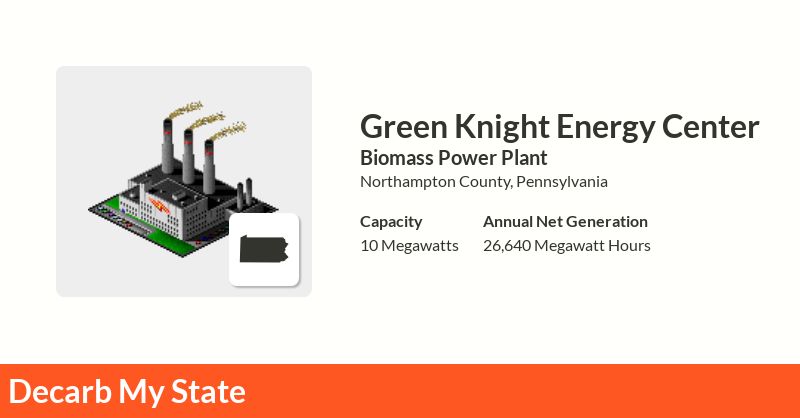 Green Knight Energy Center
Biomass Power Plant
Northampton County, Pennsylvania
Capacity
10 Megawatts
Annual Net Generation
26,640 Megawatt Hours
Decarb My State